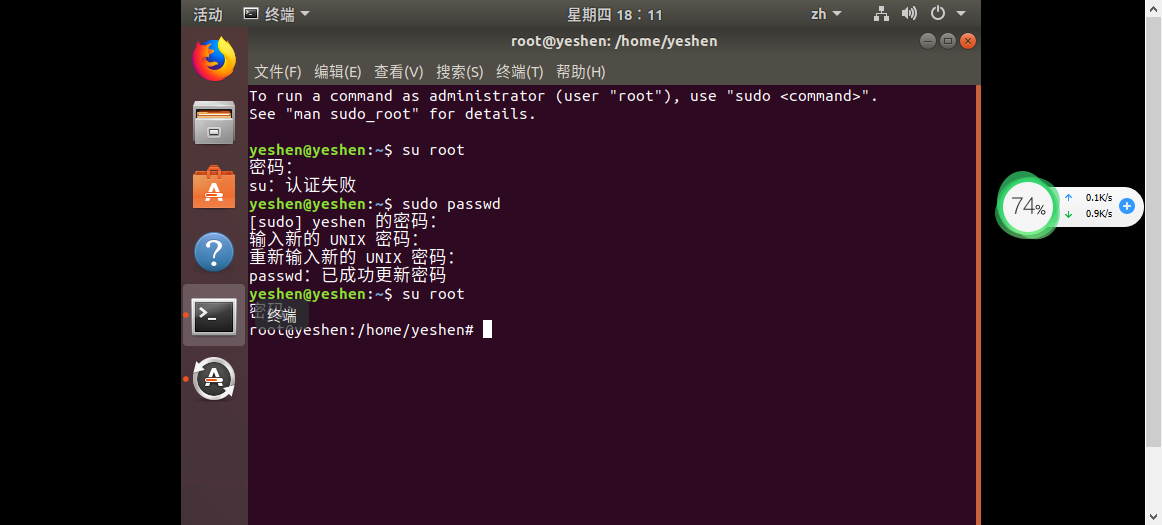 活动 终端 星期四 18：11 zh
root@yeshen: /home/yeshen
文件(F) 编辑(E) 查看(V) 搜索(S) 终端(T) 帮助(H)
To run a command as administrator (user "root"), use "sudo <command>".
See "man sudo_root" for details.
yeshen@yeshen:~$ su root
密码：
su：认证失败
yeshen@yeshen:~$ sudo passwd
[sudo] yeshen 的密码：
输入新的 UNIX 密码：
重新输入新的 UNIX 密码：
passwd：已成功更新密码
yeshen@yeshen:~$ su root
密码：
终端
root@yeshen:/home/yeshen#
74%
0.1K/s
0.9K/s